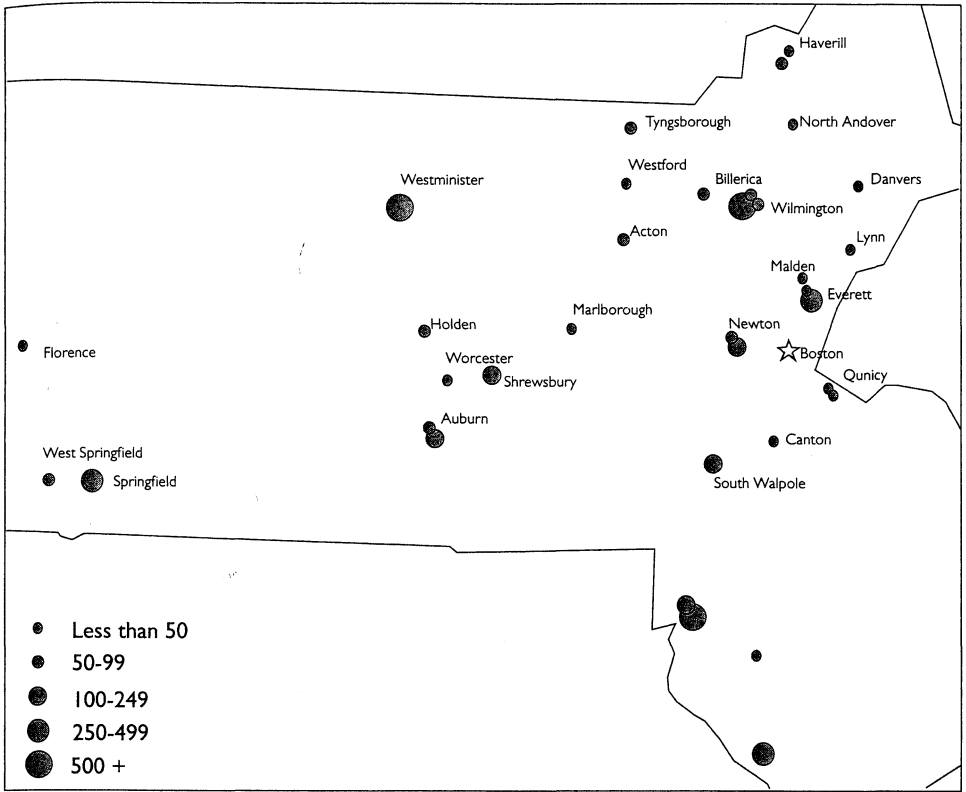 Haverill
Tyngsborough
North Andover
Westford
Westminister
Billerica
Danvers
Wilmington
Acton
Lynn
Malden
Everett
Marlborough
Holden
Newton
Florence
Boston
Worcester
Shrewsbury
Qunicy
Auburn
Canton
West Springfield
Springfield
South Walpole
Less than 50
50-99
100-249
250-499
500 +